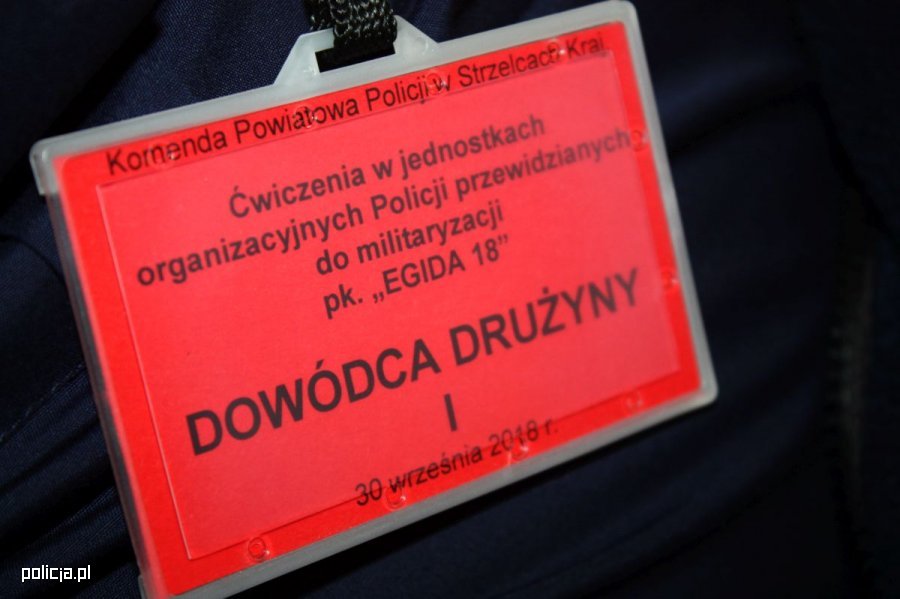 Komenda Powiatowa Policji w Strzelcach Kraj
Ćwiczenia w jednostkach
organizacyjnych Policji przewidzianych
do militaryzacji
pk. „EGIDA 18”
DOWÓDCA DRUŻYNY
I
30 września 2018 r.
policja.pl